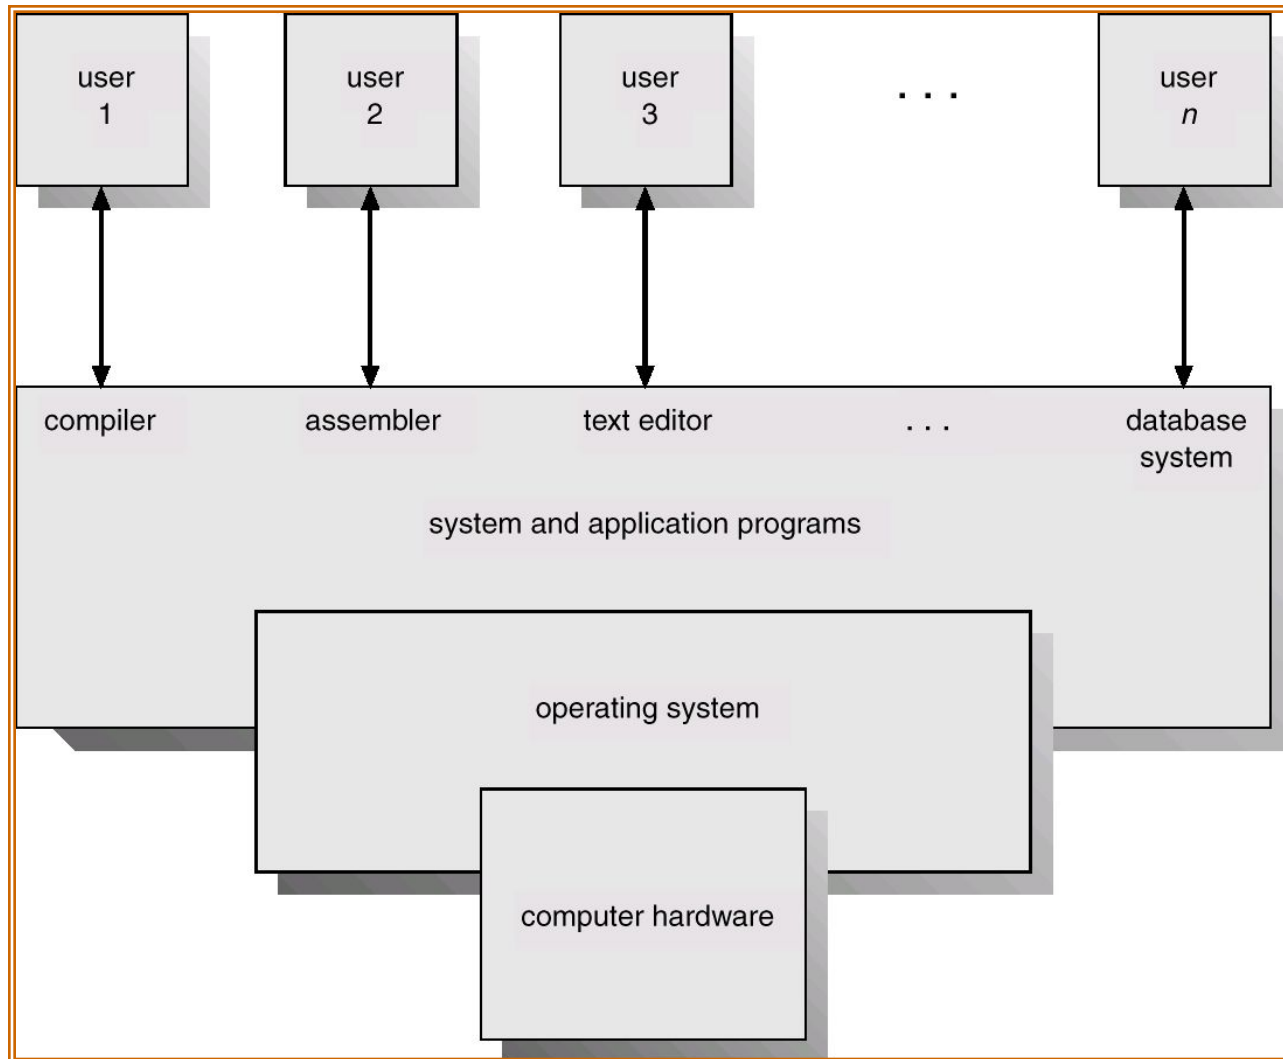 user
1
user
2
user
3
. . .
user
n
compiler
assembler
text editor
. . .
database
system
system and application programs
operating system
computer hardware